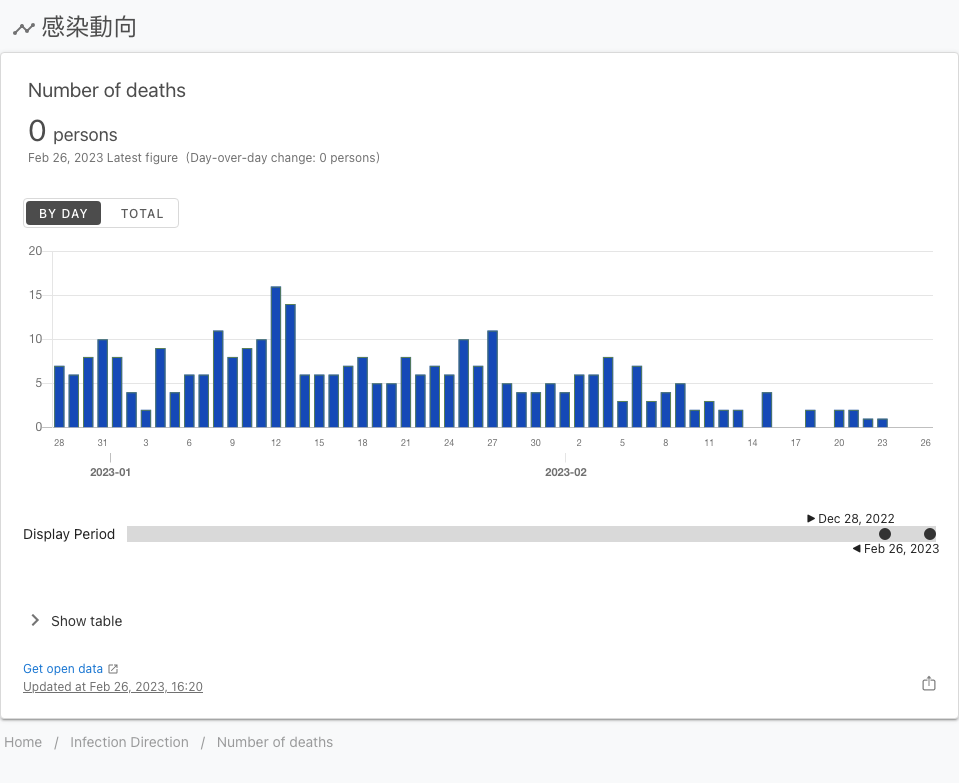 感染動向
Number of deaths
0 persons
Feb 26, 2023 Latest figure (Day-over-day change: 0 persons)
BY DAY TOTAL
20
15
10
5
0
28 31 3 6 9 12 15 18 21 24 27 30 2 5 8 11 14 17 20 23 26
2023-01 2023-02
Dec 28, 2022
Display Period
Feb 26, 2023
Show table
Get open data
Updated at Feb 26, 2023, 16:20
Home / Infection Direction / Number of deaths